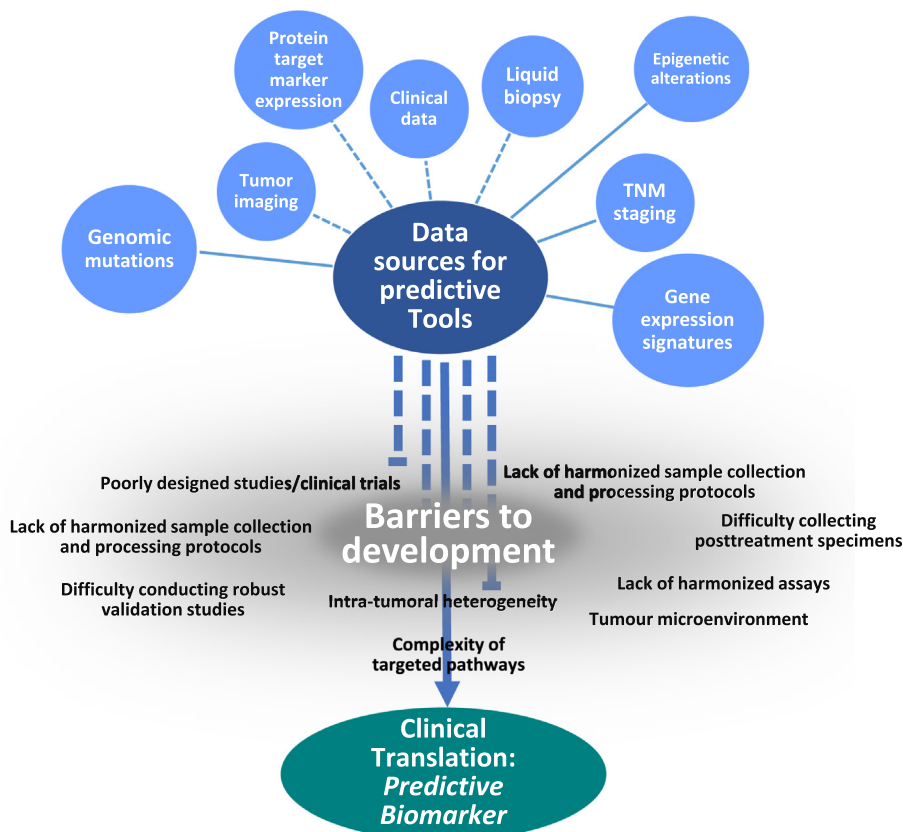 Protein
target
marker
expression
Clinical
data
Liquid
biopsy
Epigenetic
alterations
Tumor
imaging
TNM
staging
Genomic
mutations
Data
sources for
predictive
Tools
Gene
expression
signatures
Poorly designed studies/clinical trials
Lack of harmonized sample collection
and processing protocols
Lack of harmonized sample collection
and processing protocols
Barriers to
development
Difficulty collecting
posttreatment specimens
Difficulty conducting robust
validation studies
Intra-tumoral heterogeneity
Lack of harmonized assays
Tumour microenvironment
Complexity of
targeted pathways
Clinical
Translation:
Predictive
Biomarker